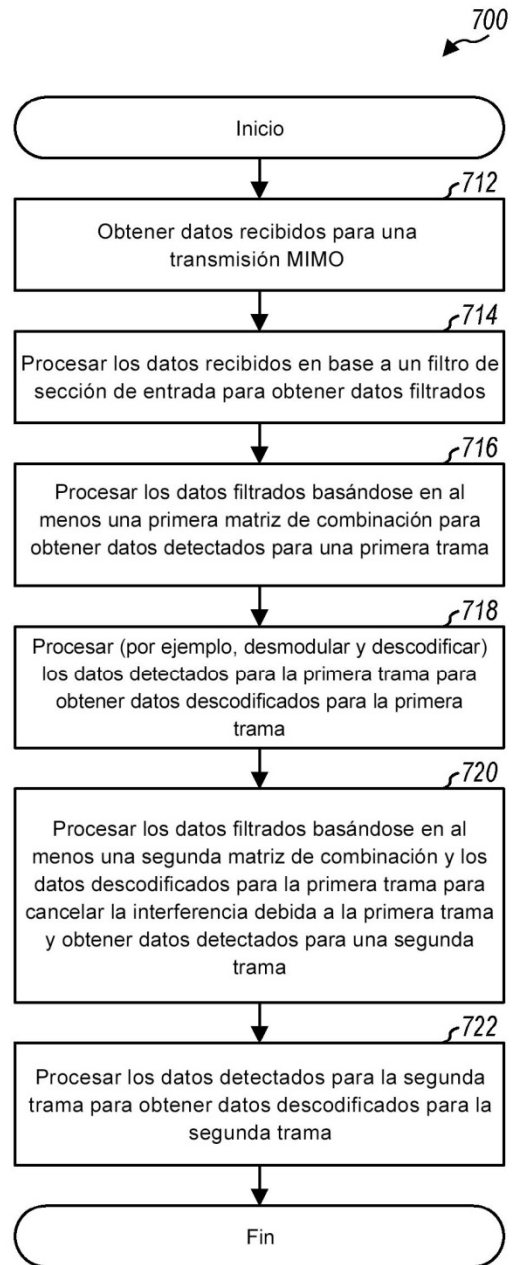 700
Inicio
712
Obtener datos recibidos para una
transmisión MIMO
714
Procesar los datos recibidos en base a un filtro de
sección de entrada para obtener datos filtrados
716
Procesar los datos filtrados basándose en al
menos una primera matriz de combinación para
obtener datos detectados para una primera trama
718
Procesar (por ejemplo, desmodular y descodificar)
los datos detectados para la primera trama para
obtener datos descodificados para la primera
trama
720
Procesar los datos filtrados basándose en al
menos una segunda matriz de combinación y los
datos descodificados para la primera trama para
cancelar la interferencia debida a la primera trama
y obtener datos detectados para una segunda
trama
722
Procesar los datos detectados para la segunda
trama para obtener datos descodificados para la
segunda trama
Fin